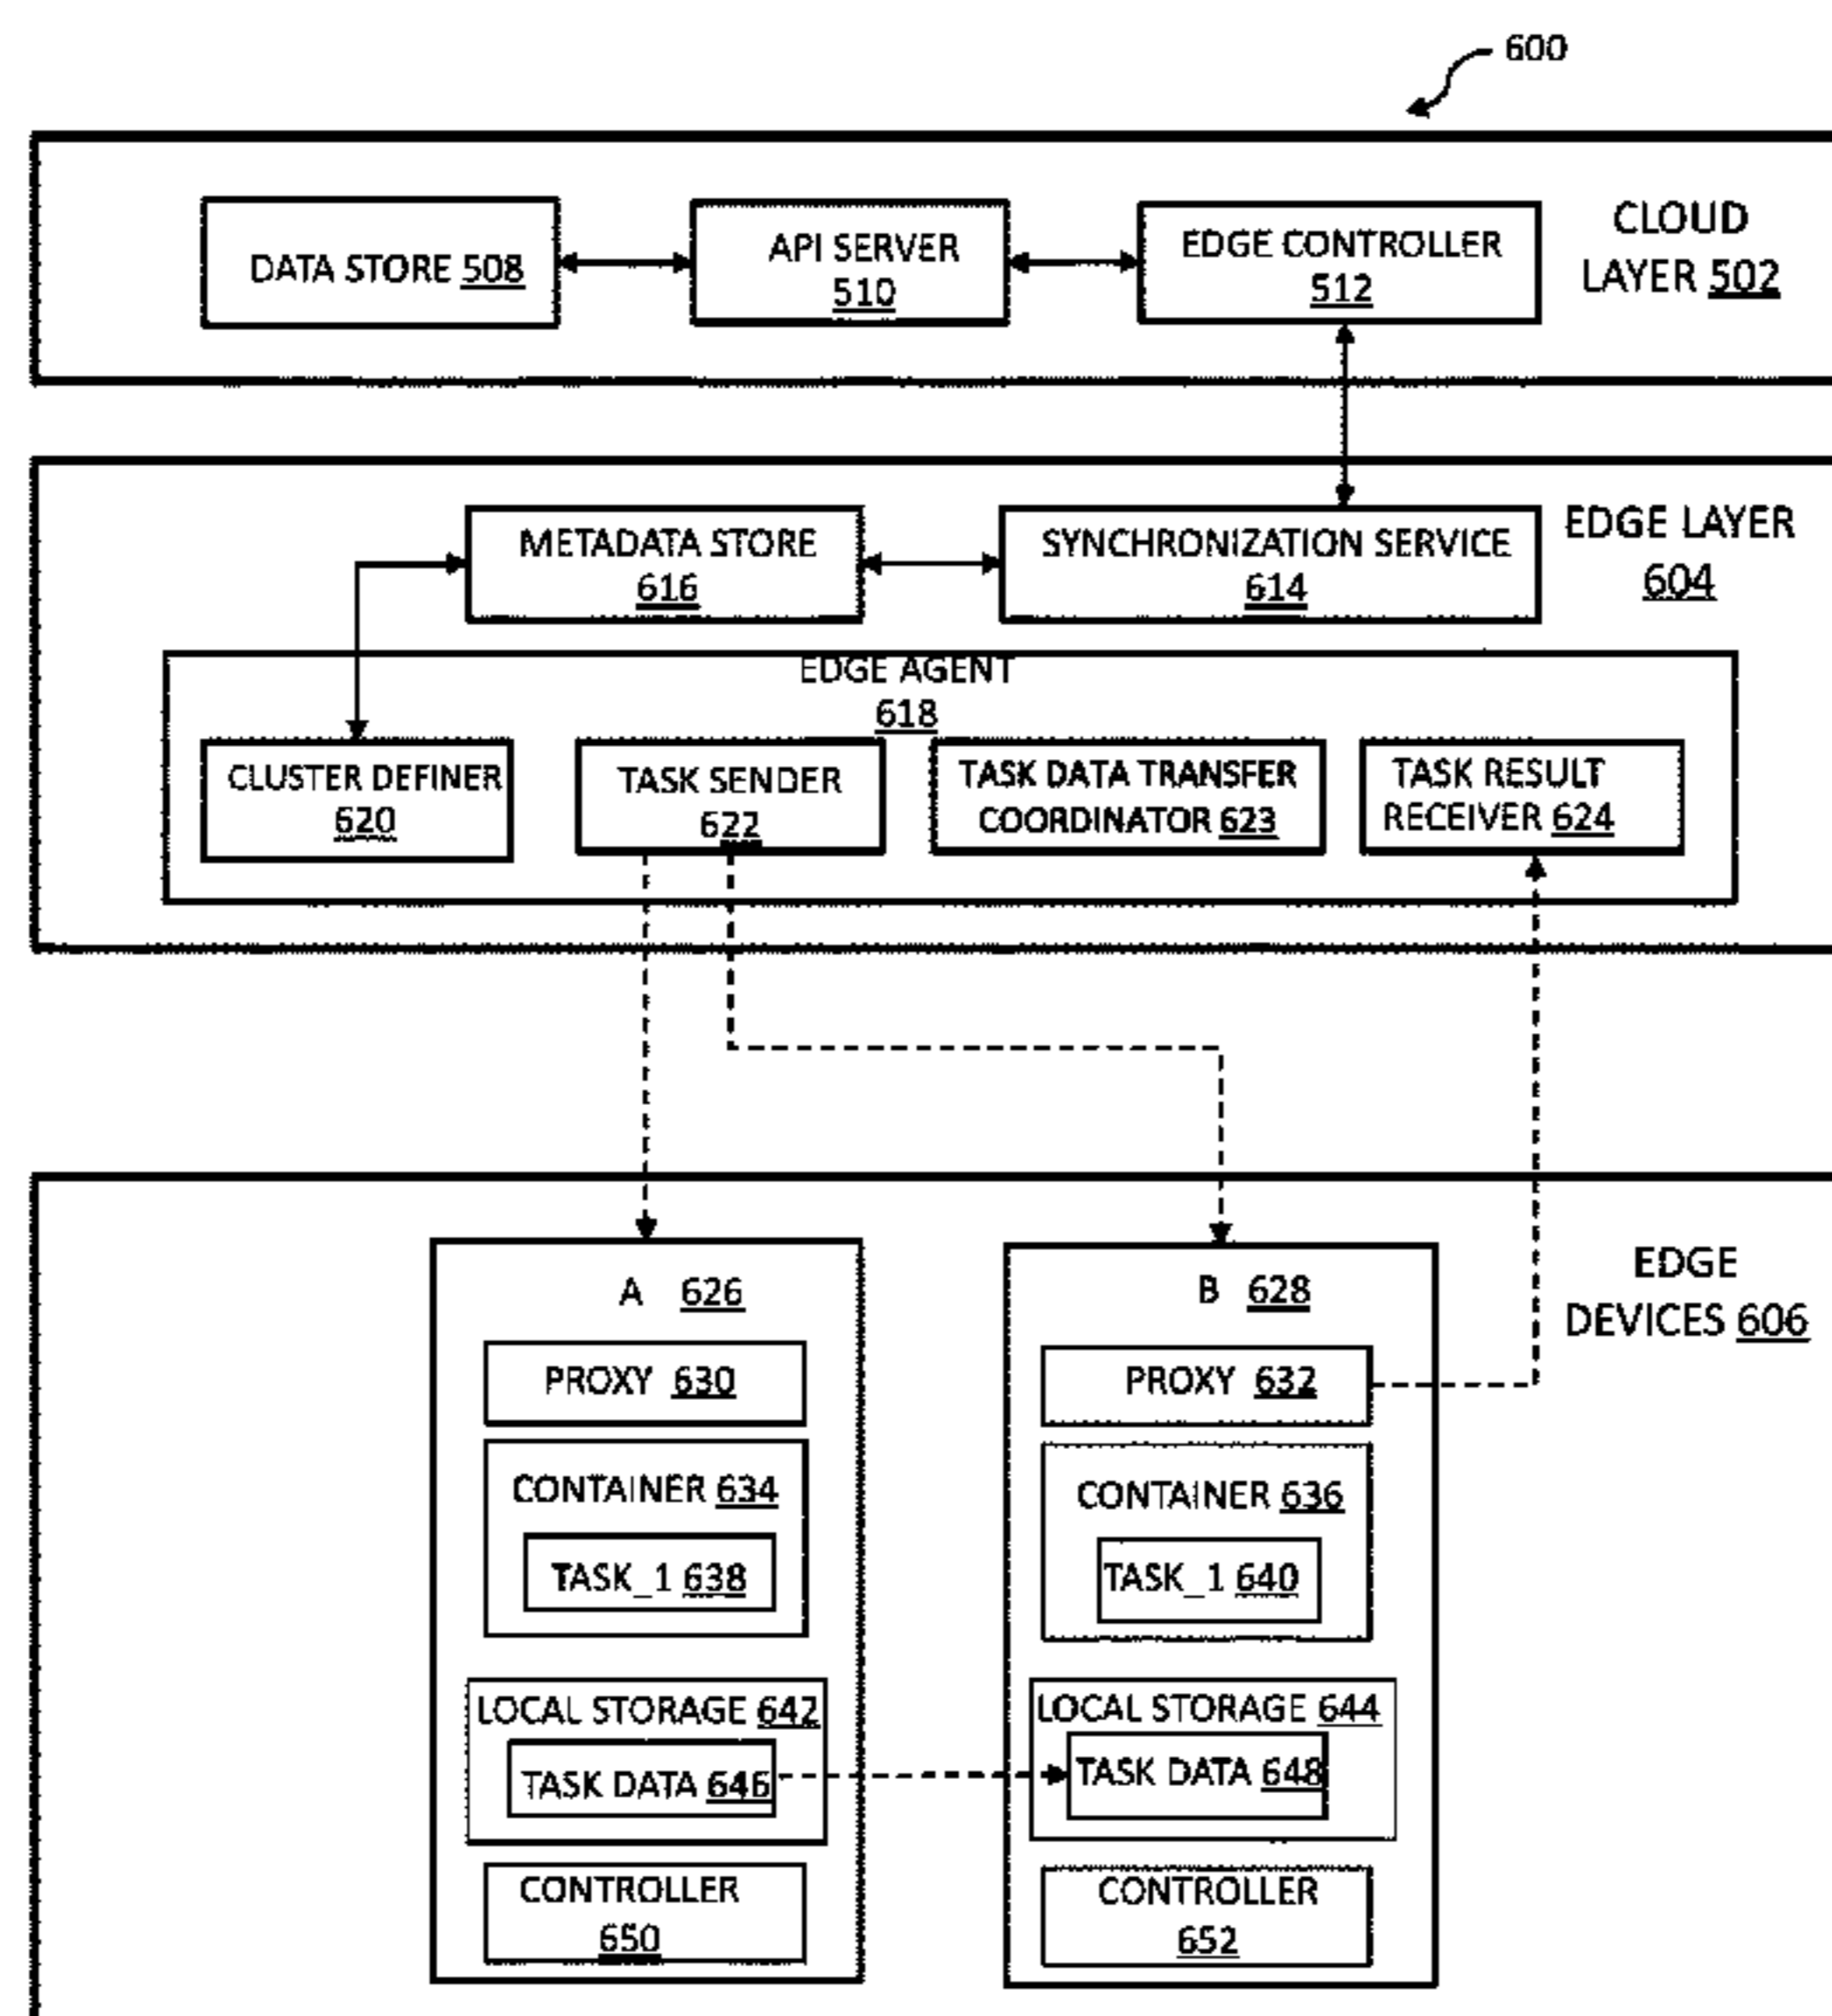 600
DATA STORE 508
API SERVER
510
EDGE CONTROLLER
512
CLOUD
LAYER 502
METADATA STORE
616
SYNCHRONIZATION SERVICE
614
EDGE LAYER
604
EDGE AGENT
618
CLUSTER DEFINER
620
TASK SENDER
622
TASK DATA TRANSFER
COORDINATOR 623
TASK RESULT
RECEIVER 624
EDGE
DEVICES 606
A 626
PROXY 630
CONTAINER 634
TASK_1 638
LOCAL STORAGE 642
TASK DATA 646
CONTROLLER
650
B 628
PROXY 632
CONTAINER 636
TASK_1 640
LOCAL STORAGE 644
TASK DATA 648
CONTROLLER
652